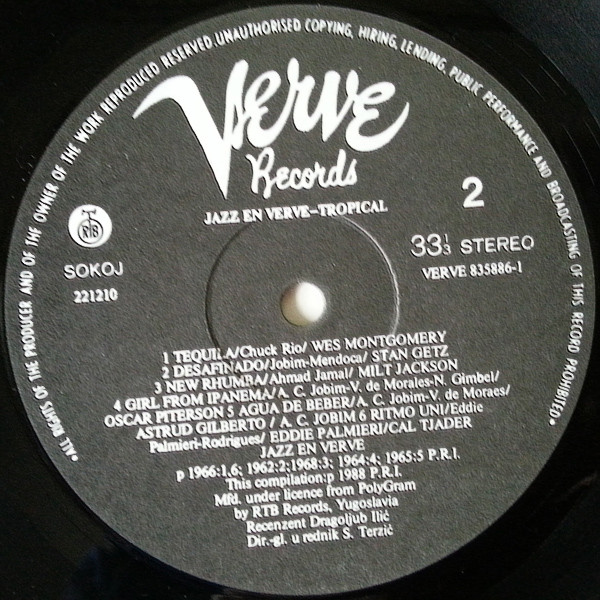 •ALL RIGHTS OF THE PRODUCER AND OF THE OWNER OF THE WORK REPRODUCED RESERVED. UNAUTHORISED COPYING, HIRING, LENDING, PUBLIC PERFORMANCE AND BROADCASTING OF THIS RECORD PROHIBITED•
Verve
Records
JAZZ EN VERVE–TROPICAL
2
RTB
SOKOJ
221210
33⅓ STEREO
VERVE 835886-1
1 TEQUILA/Chuck Rio/ WES MONTGOMERY
2 DESAFINADO/Jobim-Mendoca/ STAN GETZ
3 NEW RHUMBA/Ahmad Jamal/ MILT JACKSON
4 GIRL FROM IPANEMA/ A. C. Jobim-V. de Morales-N. Gimbel/
OSCAR PITERSON 5 AGUA DE BEBER/A. C. Jobim-V. de Moraes/
ASTRUD GILBERTO / A.C. JOBIM 6 RITMO UNI/Eddie
Palmieri-Rodrigues/ EDDIE PALMIERI/CAL TJADER
JAZZ EN VERVE
p 1966:1,6; 1962:2;1968:3; 1964:4; 1965:5 P.R.I.
This compilation:p 1988 P.R.I.
Mfd. under licence from PolyGram
by RTB Records, Yugoslavia
Recenzent Dragoljub Ilić
Dir.-gl. u rednik S. Terzić